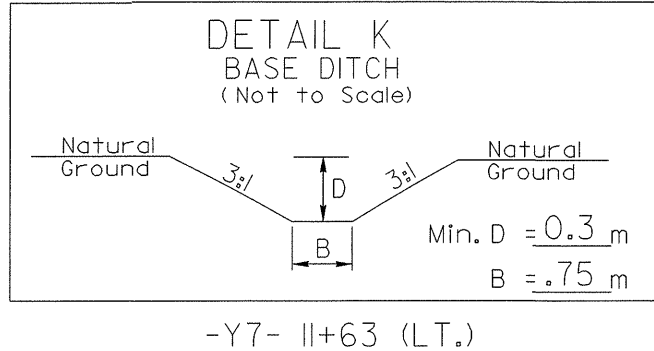 DETAIL K
BASE DITCH
(Not to Scale)
Natural
Ground
3:1
D
3:1
Natural
Ground
B
Min. D = 0.3 m
B = .75 m
-Y7- 11+63 (LT.)